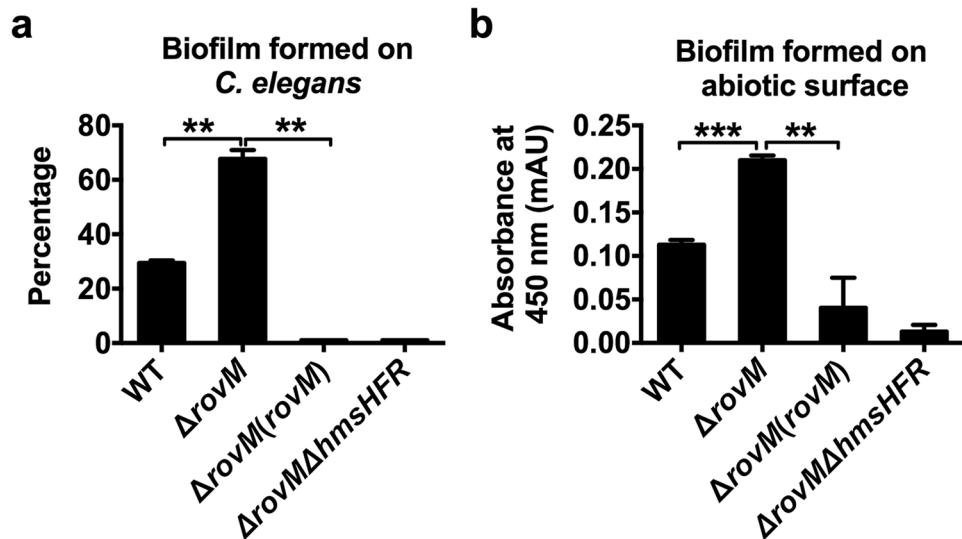 a
Biofilm formed on
C. elegans
Percentage
80
60
40
20
0
**
**
WT
ΔrovM
ΔrovM(rovM)
ΔrovMΔhmsHFR
b
Biofilm formed on
abiotic surface
Absorbance at
450 nm (mAU)
0.25
0.20
0.15
0.10
0.05
0.00
***
**
WT
ΔrovM
ΔrovM(rovM)
ΔrovMΔhmsHFR